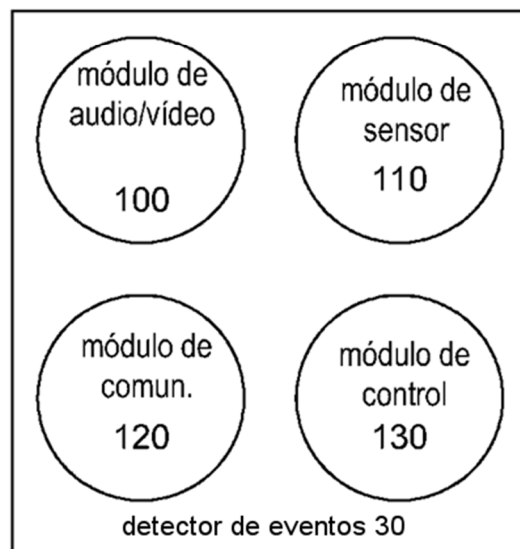 módulo de
audio/vídeo
100
módulo de
sensor
110
módulo de
comun.
120
módulo de
control
130
detector de eventos 30